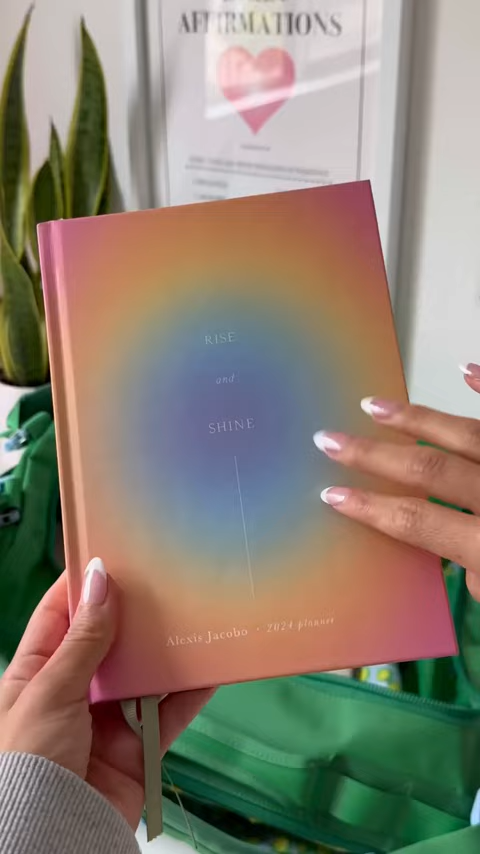 AFFIRMATIONS
RISE
and
SHINE
Alexis Jacobo • 2024 planner